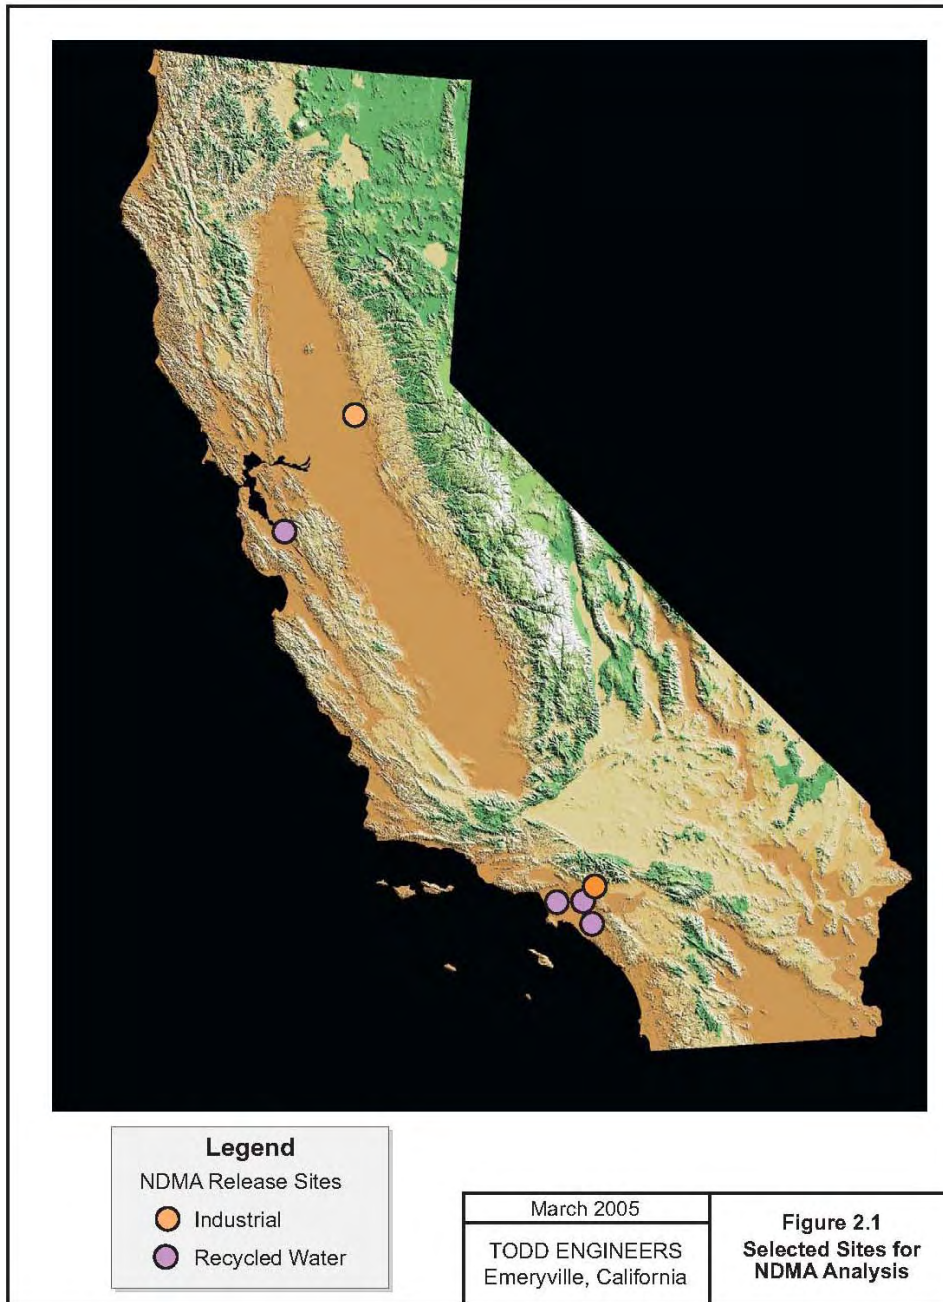 Legend
NDMA Release Sites
Industrial
Recycled Water
March 2005
TODD ENGINEERS
Emeryville, California
Figure 2.1
Selected Sites for
NDMA Analysis